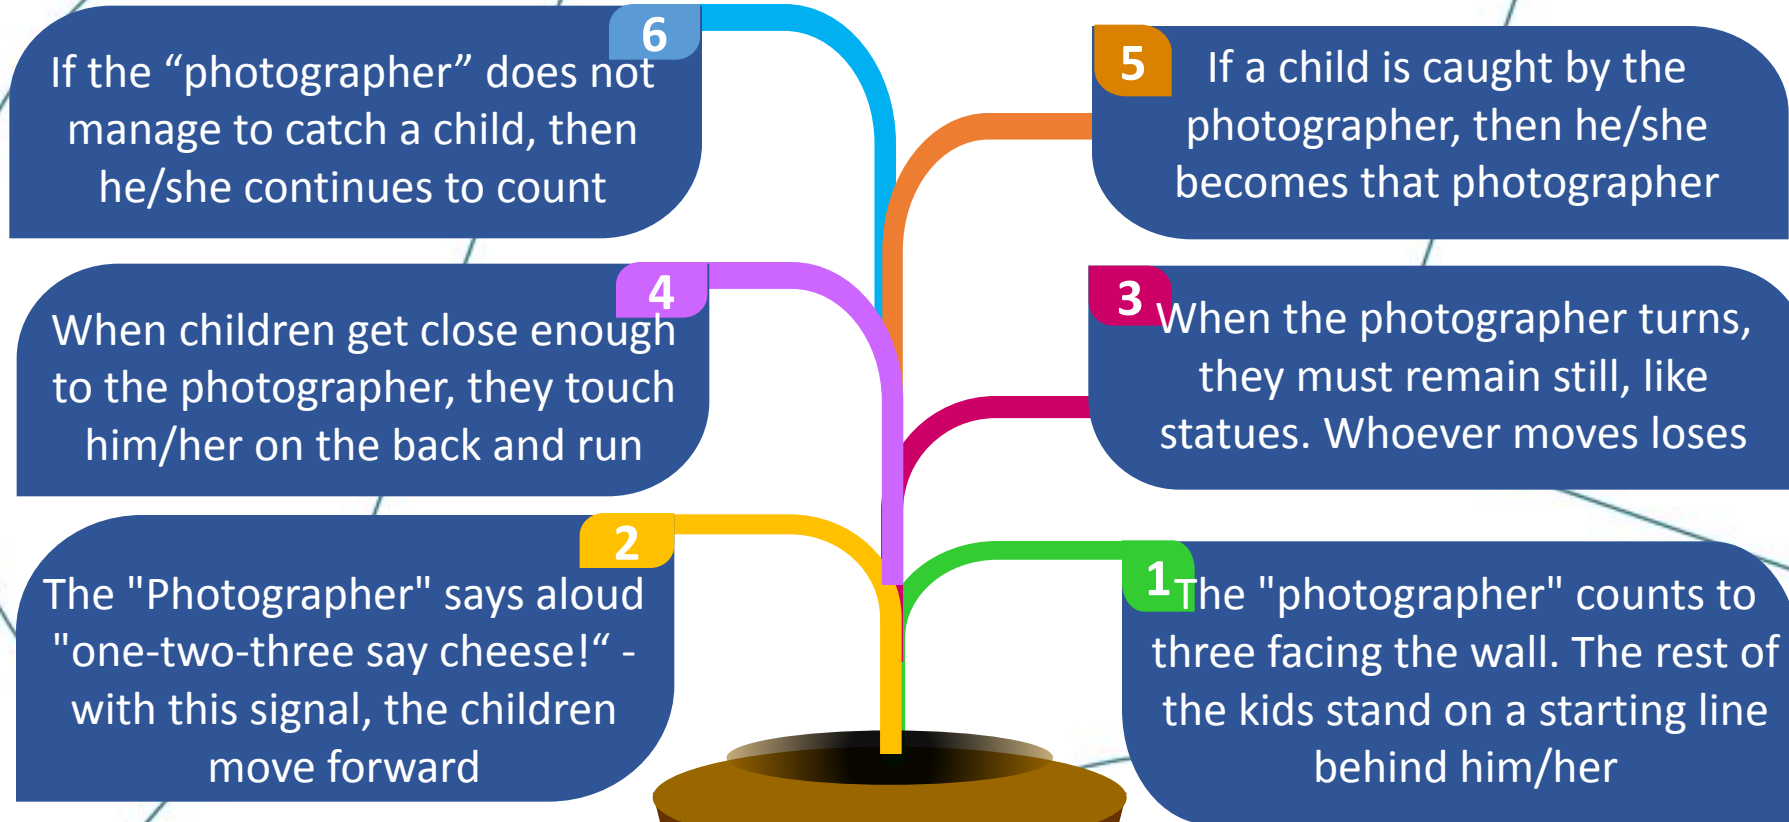 6
If the “photographer” does not
manage to catch a child, then
he/she continues to count
5
If a child is caught by the
photographer, then he/she
becomes that photographer
4
When children get close enough
to the photographer, they touch
him/her on the back and run
3
When the photographer turns,
they must remain still, like
statues. Whoever moves loses
2
The "Photographer" says aloud
"one-two-three say cheese!“ -
with this signal, the children
move forward
1
The "photographer" counts to
three facing the wall. The rest of
the kids stand on a starting line
behind him/her